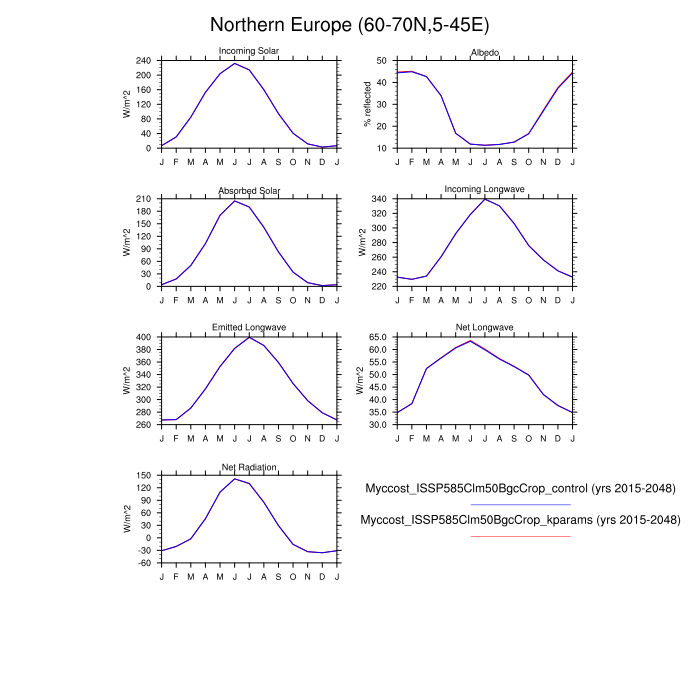 Northern Europe (60-70N,5-45E)
Incoming Solar
W/m^2
240
200
160
120
80
40
0
J F M A M J J A S O N D J
Albedo
% reflected
50
40
30
20
10
J F M A M J J A S O N D J
Absorbed Solar
W/m^2
210
180
150
120
90
60
30
0
J F M A M J J A S O N D J
Incoming Longwave
W/m^2
340
320
300
280
260
240
220
J F M A M J J A S O N D J
Emitted Longwave
W/m^2
400
380
360
340
320
300
280
260
J F M A M J J A S O N D J
Net Longwave
W/m^2
65.0
60.0
55.0
50.0
45.0
40.0
35.0
30.0
J F M A M J J A S O N D J
Net Radiation
W/m^2
150
120
90
60
30
0
-30
-60
J F M A M J J A S O N D J
Myccost_ISSP585Clm50BgcCrop_control (yrs 2015-2048)
Myccost_ISSP585Clm50BgcCrop_kparams (yrs 2015-2048)